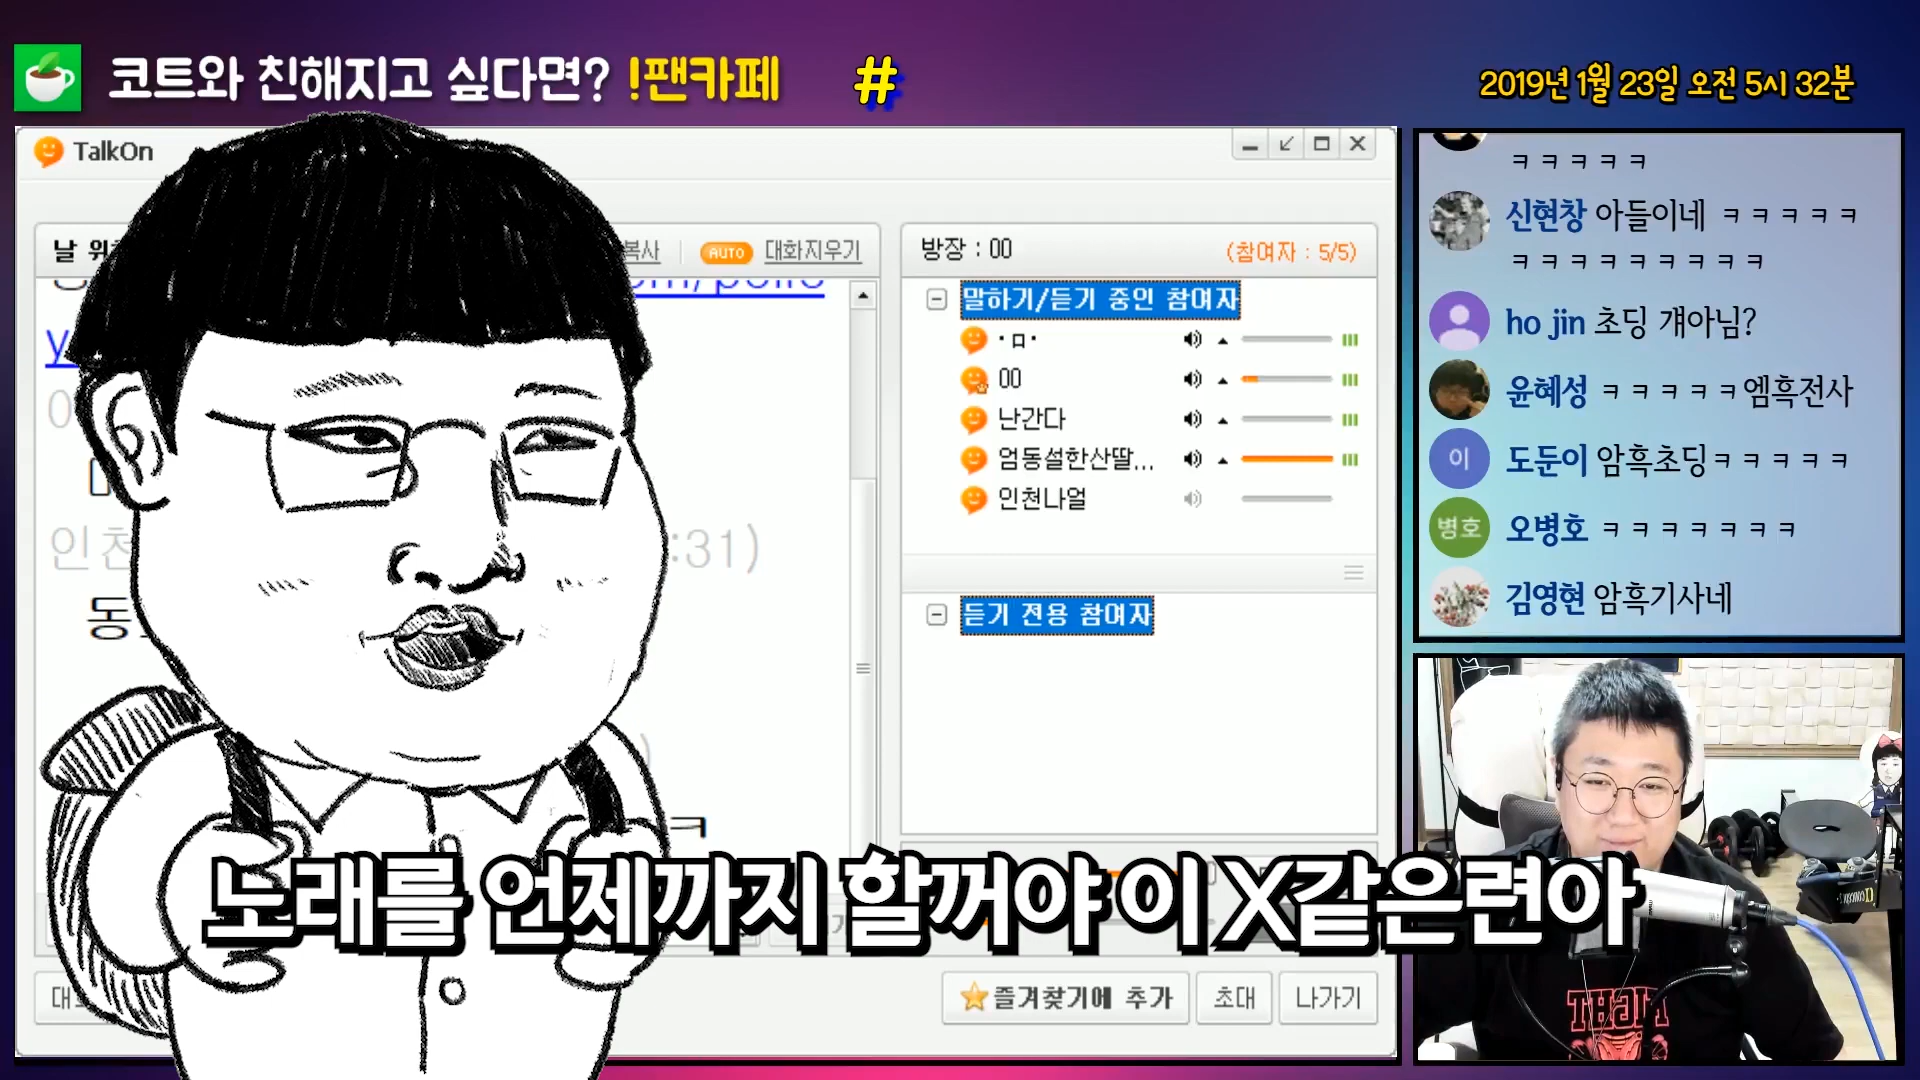 코트와 친해지고 싶다면? !팬카페 #
2019년 1월 23일 오전 5시 32분
TalkOn
날
복사 AUTO 대화지우기
y
인천 :31)
동
ㅋ
방장 : 00 (참여자 : 5/5)
말하기/듣기 중인 참여자
·ㅁ·
00
난간다
엄동설한산딸...
인천나얼
듣기 전용 참여자
즐겨찾기에 추가 초대 나가기
ㅋㅋㅋㅋㅋ
신현창 아들이네 ㅋㅋㅋㅋㅋ
ㅋㅋㅋㅋㅋㅋㅋㅋㅋ
ho jin 초딩 걔아님?
윤혜성 ㅋㅋㅋㅋㅋ엠흑전사
이 도둔이 암흑초딩ㅋㅋㅋㅋㅋ
병호 오병호 ㅋㅋㅋㅋㅋㅋㅋ
김영현 암흑기사네
노래를 언제까지 할꺼야 이 X같은련아